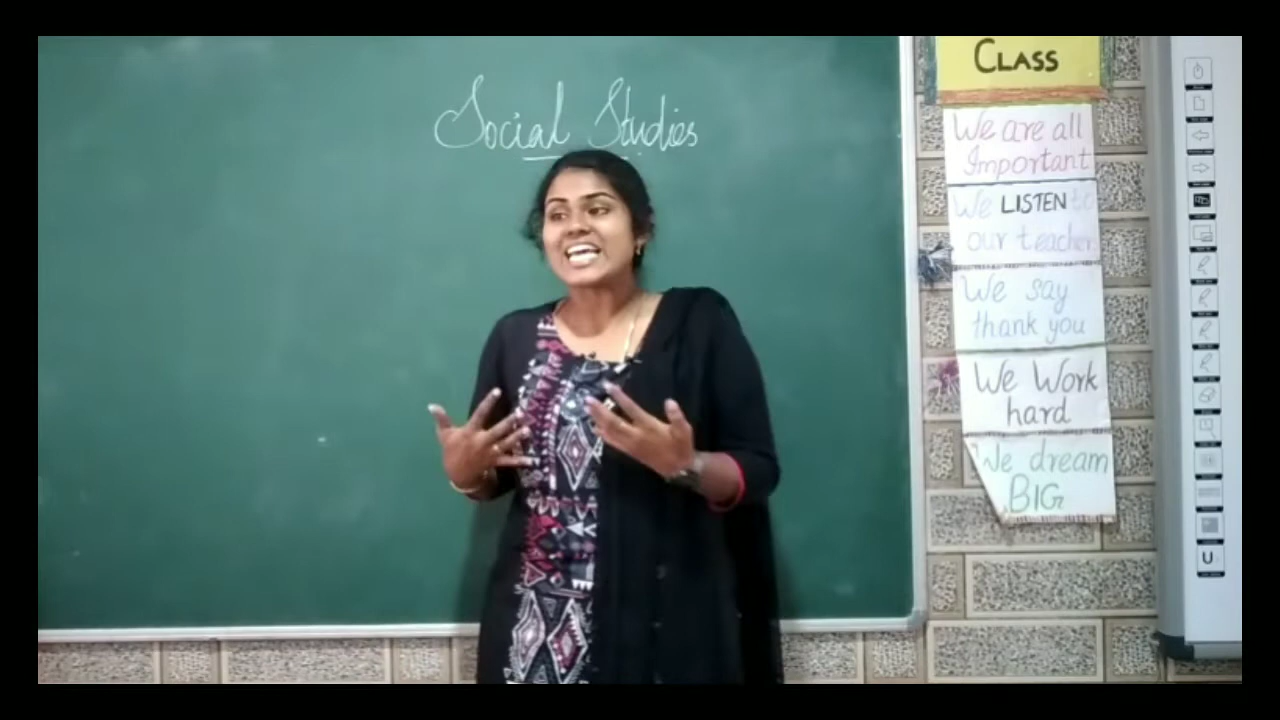 Social Studies
CLASS
We are all
Important
We LISTEN to
our teacher
We say
thank you
We Work
hard
We dream
BIG
U